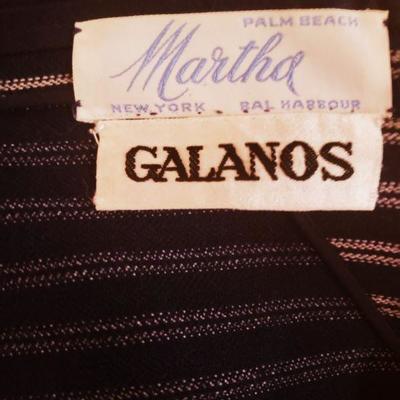 PALM BEACH
Martha
NEW YORK BAL HARBOUR
GALANOS